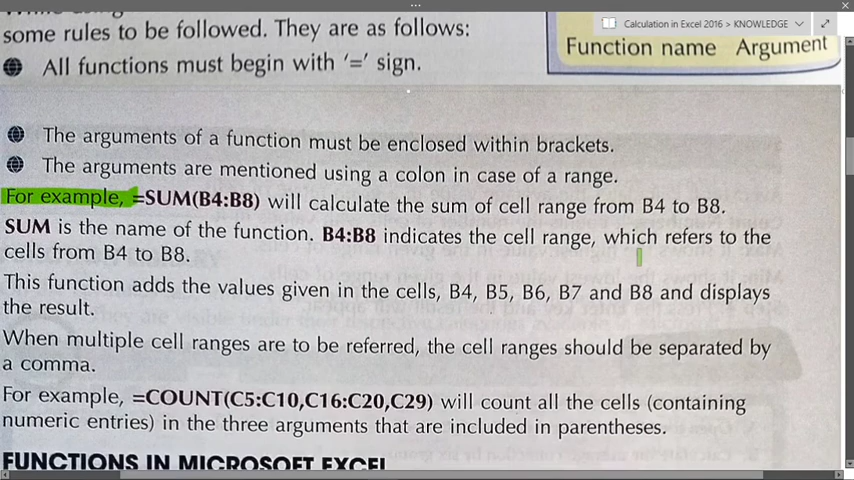 Calculation in Excel 2016 > KNOWLEDGE
some rules to be followed. They are as follows:
Function name Argument
All functions must begin with ‘=’ sign.
The arguments of a function must be enclosed within brackets.
The arguments are mentioned using a colon in case of a range.
For example, =SUM(B4:B8) will calculate the sum of cell range from B4 to B8.
SUM is the name of the function. B4:B8 indicates the cell range, which refers to the
cells from B4 to B8.
This function adds the values given in the cells, B4, B5, B6, B7 and B8 and displays
the result.
When multiple cell ranges are to be referred, the cell ranges should be separated by
a comma.
For example, =COUNT(C5:C10,C16:C20,C29) will count all the cells (containing
numeric entries) in the three arguments that are included in parentheses.
FUNCTIONS IN MICROSOFT EXCEL